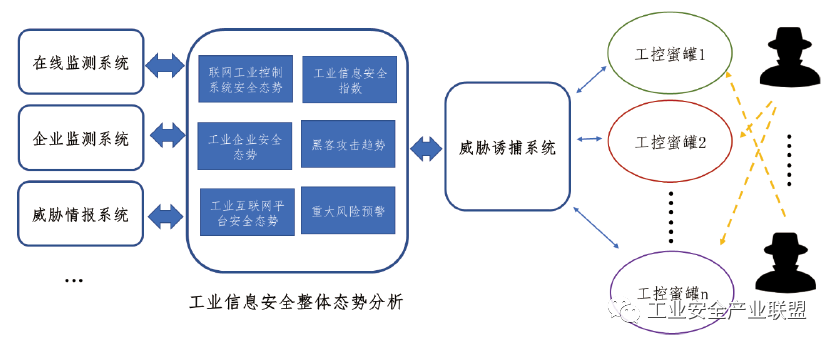 在线监测系统
企业监测系统
威胁情报系统
...
联网工业控制
系统安全态势
工业信息安全
指数
工业企业安全
态势
黑客攻击趋势
工业互联网平
台安全态势
重大风险预警
工业信息安全整体态势分析
威胁诱捕系统
工控蜜罐1
工控蜜罐2
工控蜜罐n
工业安全产业联盟